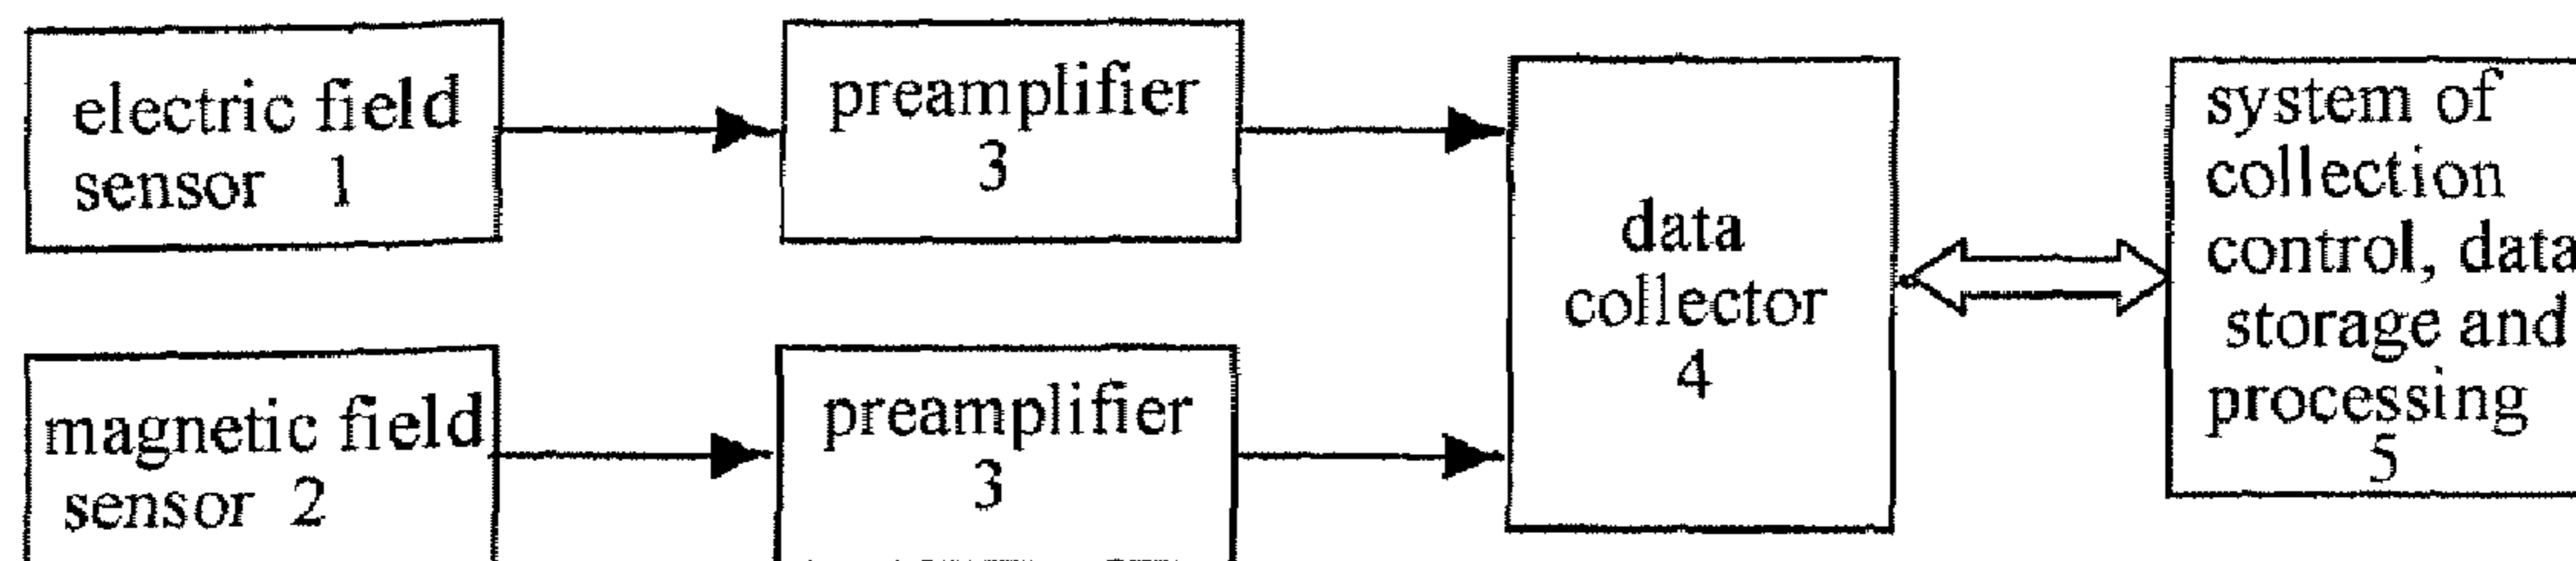 electric field
sensor 1
preamplifier
3
magnetic field
sensor 2
preamplifier
3
data
collector
4
system of
collection
control, data
storage and
processing
5